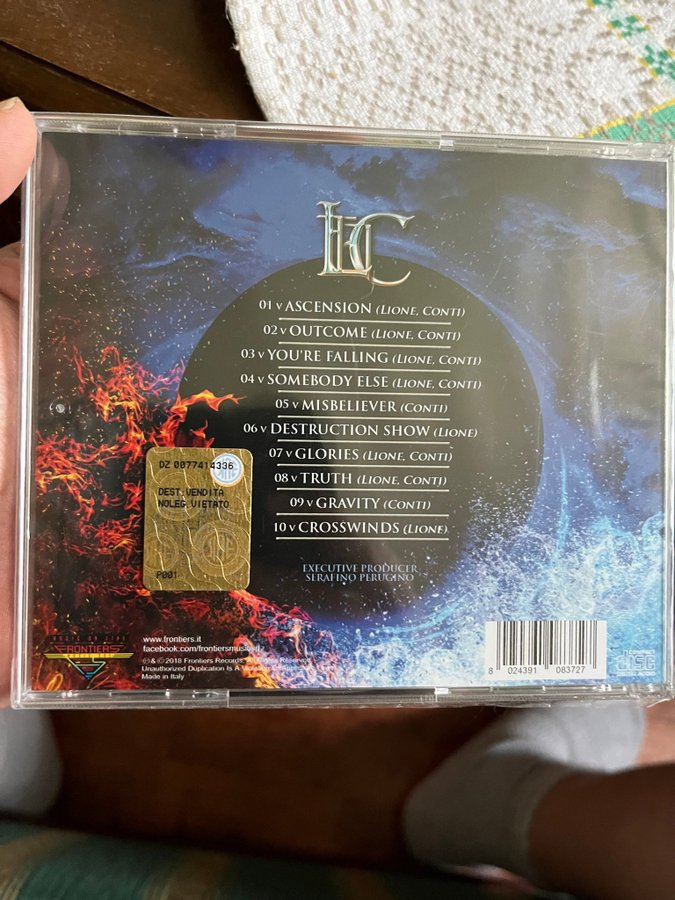 LC
01 v ASCENSION (LIONE, CONTI)
02 v OUTCOME (LIONE, CONTI)
03 v YOU'RE FALLING (LIONE, CONTI)
04 v SOMEBODY ELSE (LIONE, CONTI)
05 v MISBELIEVER (CONTI)
06 v DESTRUCTION SHOW (LIONE)
07 v GLORIES (LIONE, CONTI)
08 v TRUTH (LIONE, CONTI)
09 v GRAVITY (CONTI)
10 v CROSSWINDS (LIONE)
EXECUTIVE PRODUCER
SERAFINO PERUGINO
DZ 0077414336
DEST.VENDITA
NOLEG.VIETATO
P001
FRONTIERS
www.frontiers.it
facebook.com/frontiersmusic
℗ & © 2018 Frontiers Records. All Rights Reserved.
Unauthorized Duplication Is A Violation Of
Made in Italy
8 024391 083727
COMPACT
disc